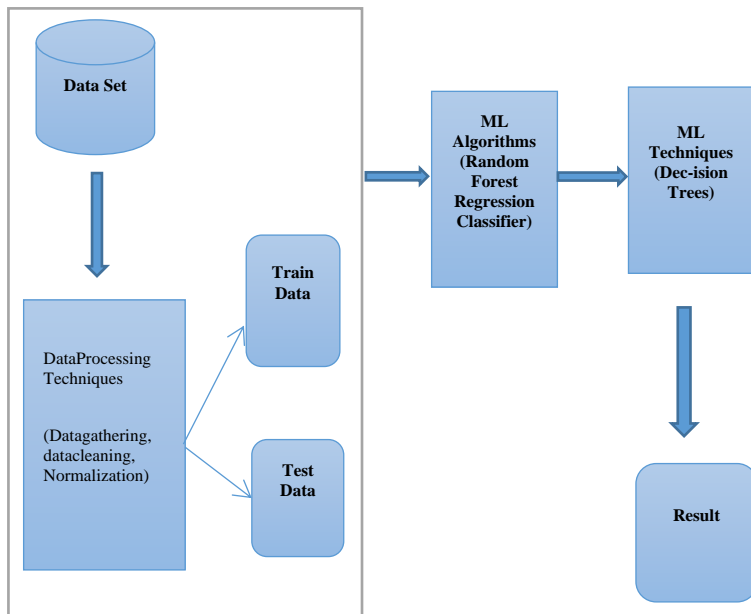 Data Set
DataProcessing
Techniques
(Datagathering,
datacleaning,
Normalization)
Train
Data
Test
Data
ML
Algorithms
(Random
Forest
Regression
Classifier)
ML
Techniques
(Dec-ision
Trees)
Result